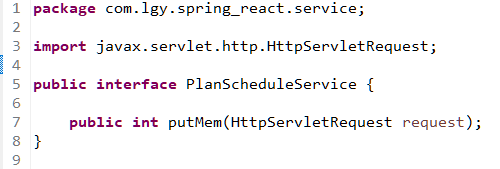 1 package com.lgy.spring_react.service;
2
3 import javax.servlet.http.HttpServletRequest;
4
5 public interface PlanScheduleService {
6
7 public int putMem(HttpServletRequest request);
8 }
9